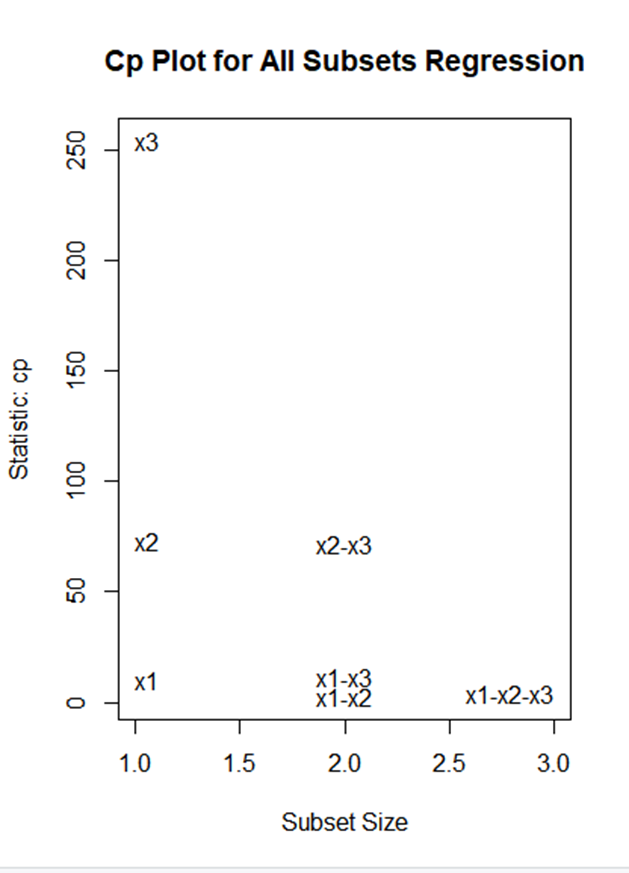 Cp Plot for All Subsets Regression
250
200
150
100
50
0
Statistic: cp
x3
x2
x2-x3
x1
x1-x3
x1-x2
x1-x2-x3
1.0 1.5 2.0 2.5 3.0
Subset Size